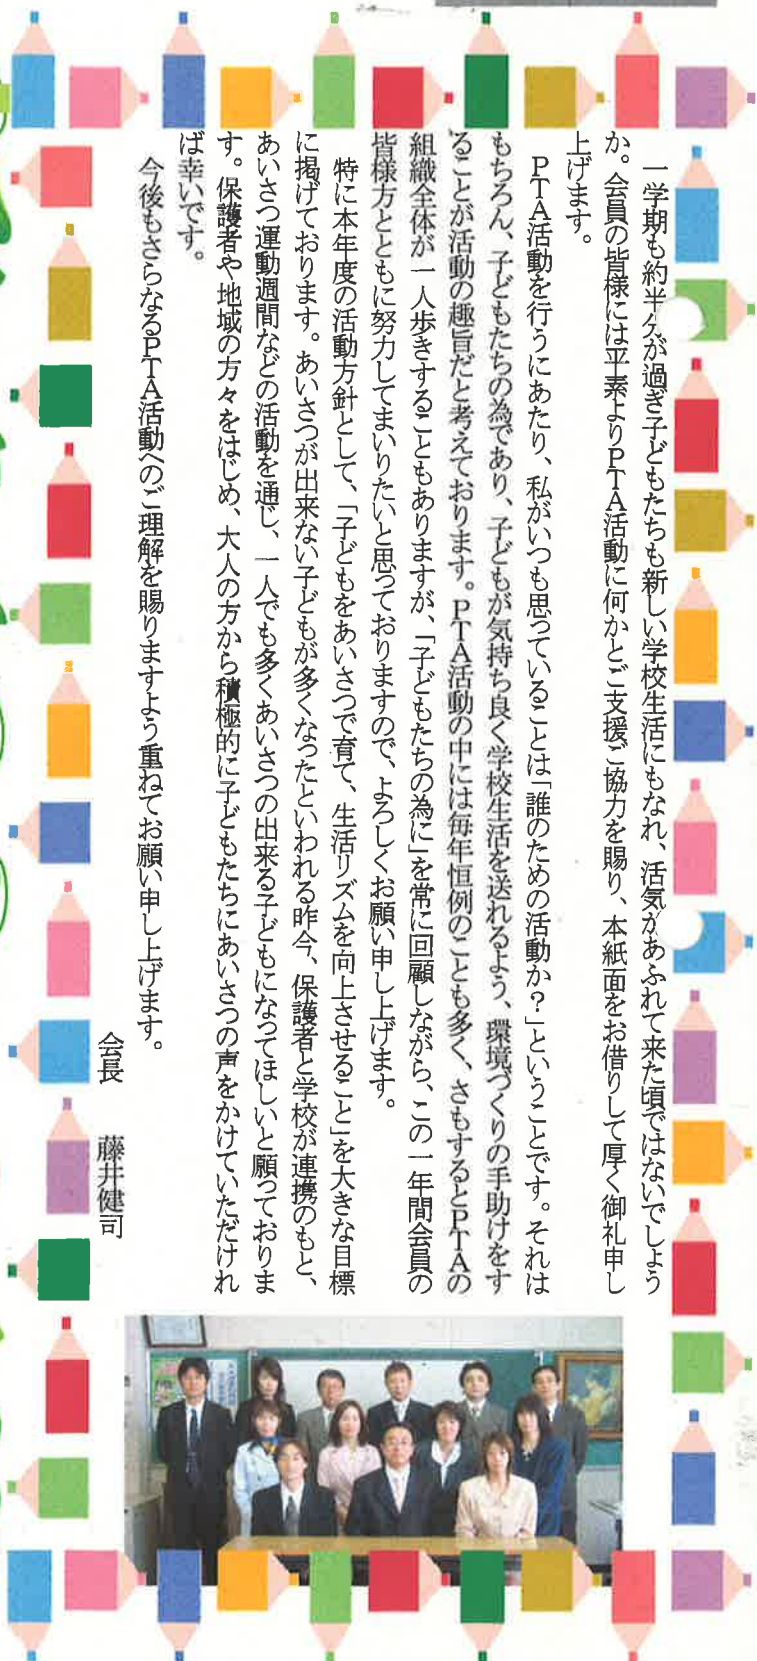 一学期も約半分が過ぎ子どもたちも新しい学校生活にもなれ、活気があふれて来た頃ではないでしょう
か。会員の皆様には平素よりPTA活動に何かとご支援ご協力を賜り、本紙面をお借りして厚く御礼申し
上げます。
PTA活動を行うにあたり、私がいつも思っていることは「誰のための活動か?」ということです。それは
もちろん、子どもたちの為であり、子どもが気持ち良く学校生活を送れるよう、環境づくりの手助けをす
ることが活動の趣旨だと考えております。PTA活動の中には毎年恒例のことも多く、さもするとPTAの
組織全体が一人歩きすることもありますが、「子どもたちの為に」を常に回顧しながら、この一年間会員の
皆様方とともに努力してまいりたいと思っておりますので、よろしくお願い申し上げます。
特に本年度の活動方針として、「子どもをあいさつで育て、生活リズムを向上させること」を大きな目標
に掲げております。あいさつが出来ない子どもが多くなったといわれる昨今、保護者と学校が連携のもと、
あいさつ運動週間などの活動を通じ、一人でも多くあいさつの出来る子どもになってほしいと願っておりま
す。保護者や地域の方々をはじめ、大人の方から積極的に子どもたちにあいさつの声をかけていただけれ
ば幸いです。
今後もさらなるPTA活動へのご理解を賜りますよう重ねてお願い申し上げます。
会長 藤井健司